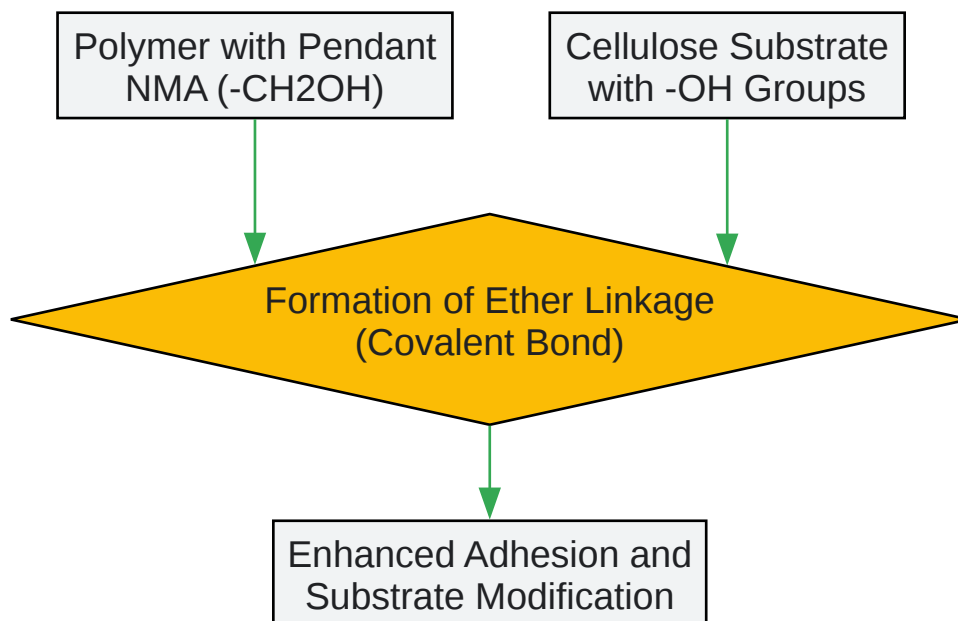 Polymer with Pendant
NMA (-CH2OH)
Cellulose Substrate
with -OH Groups
Formation of Ether Linkage
(Covalent Bond)
Enhanced Adhesion and
Substrate Modification